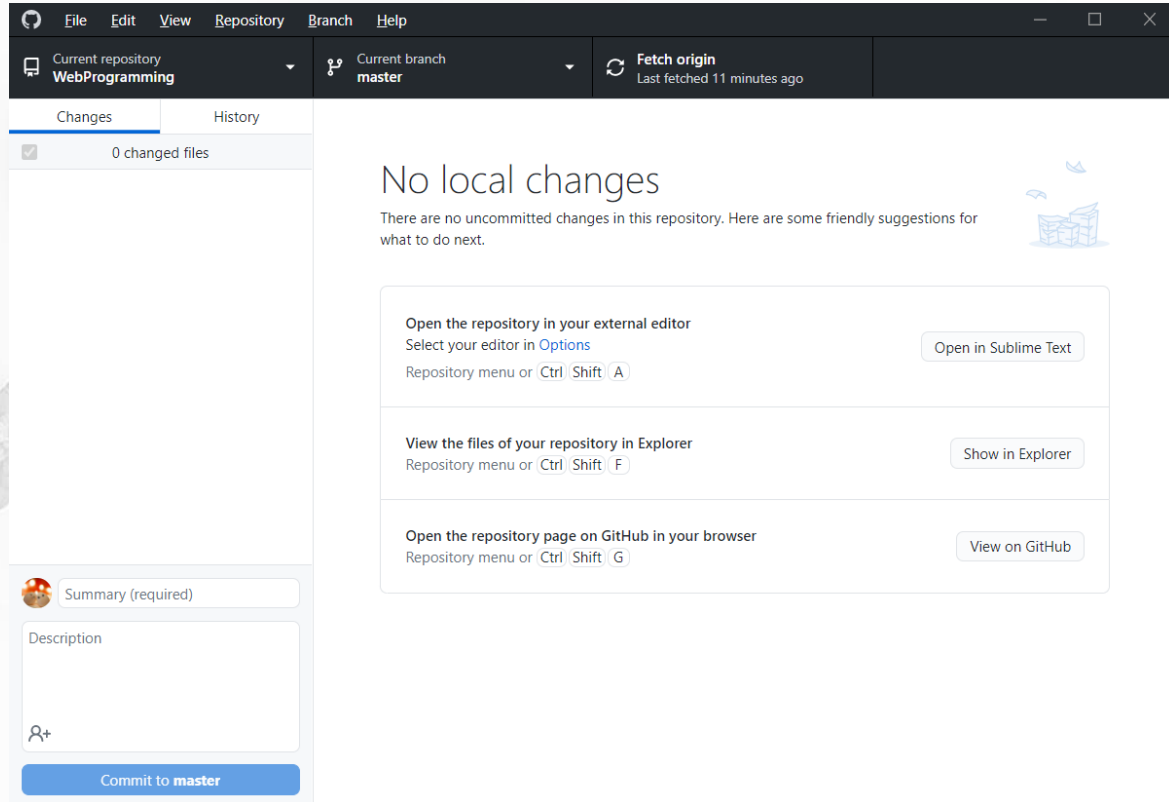 File Edit View Repository Branch Help
Current repository
WebProgramming
Current branch
master
Fetch origin
Last fetched 11 minutes ago
Changes History
0 changed files
No local changes
There are no uncommitted changes in this repository. Here are some friendly suggestions for
what to do next.
Open the repository in your external editor
Select your editor in Options
Repository menu or Ctrl Shift A
Open in Sublime Text
View the files of your repository in Explorer
Repository menu or Ctrl Shift F
Show in Explorer
Open the repository page on GitHub in your browser
Repository menu or Ctrl Shift G
View on GitHub
Summary (required)
Description
Commit to master